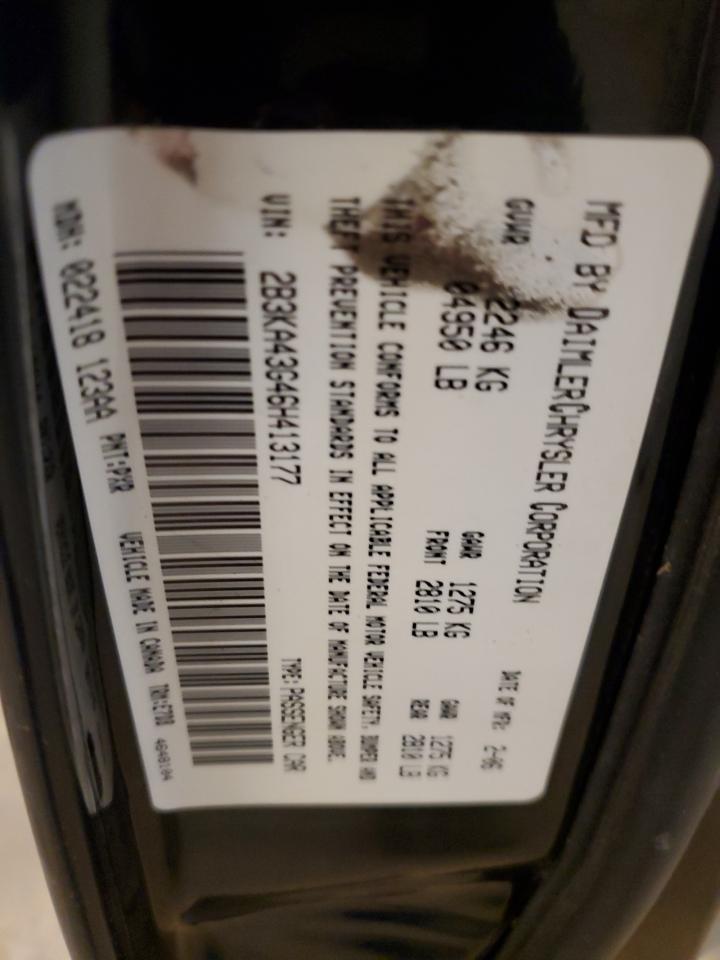 MFD BY DAIMLERCHRYSLER CORPORATION
DATE OF MFR: 2-06
GVWR 2246 KG
04950 LB
GAWR FRONT 1275 KG
2810 LB
GAWR REAR 1275 KG
2810 LB
THIS VEHICLE CONFORMS TO ALL APPLICABLE FEDERAL MOTOR VEHICLE SAFETY, BUMPER AND
THEFT PREVENTION STANDARDS IN EFFECT ON THE DATE OF MANUFACTURE SHOWN ABOVE.
VIN: 2B3KA43G46H413177 TYPE: PASSENGER CAR
MDH: 022418 123AA PNT:PXR VEHICLE MADE IN CANADA